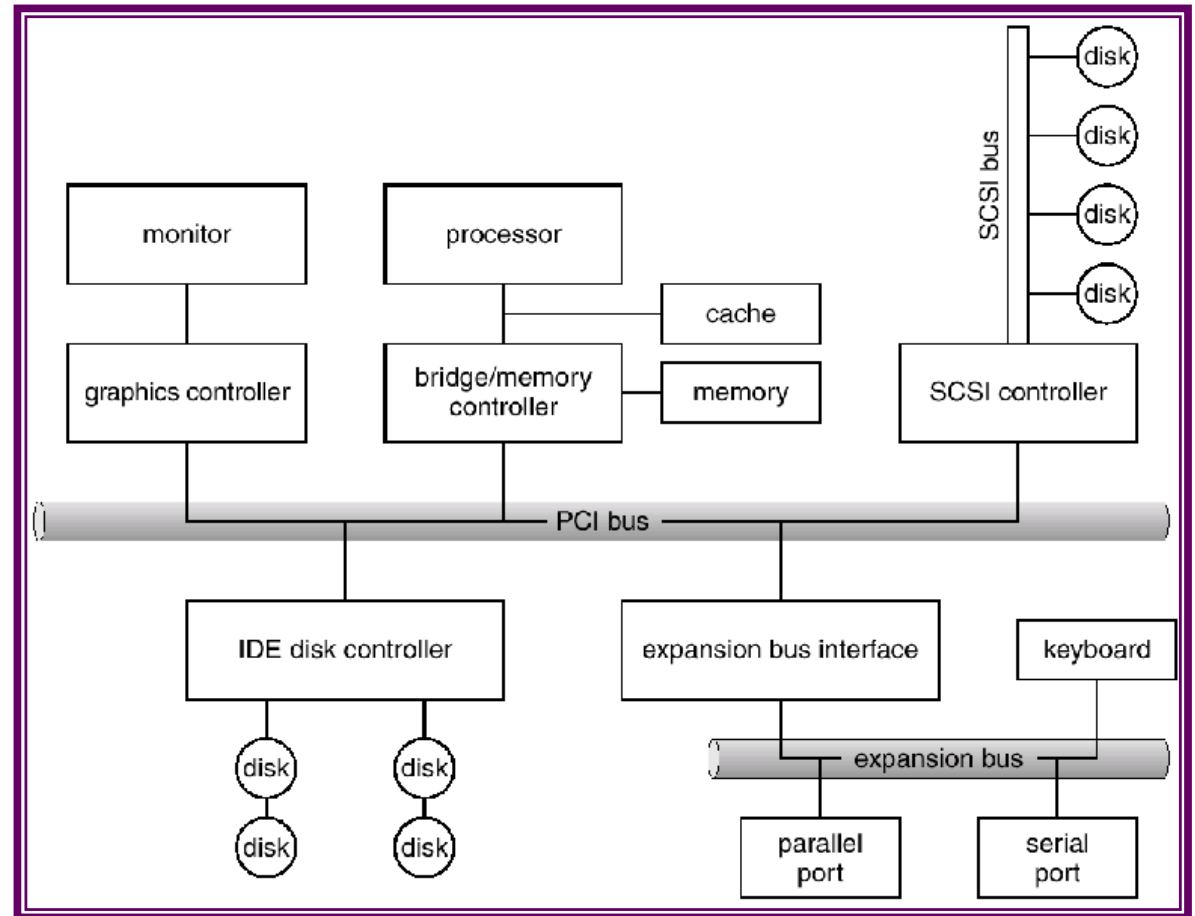 disk
disk
disk
disk
SCSI bus
monitor
processor
cache
graphics controller
bridge/memory
controller
memory
SCSI controller
PCI bus
IDE disk controller
expansion bus interface
keyboard
disk
disk
disk
disk
expansion bus
parallel
port
serial
port